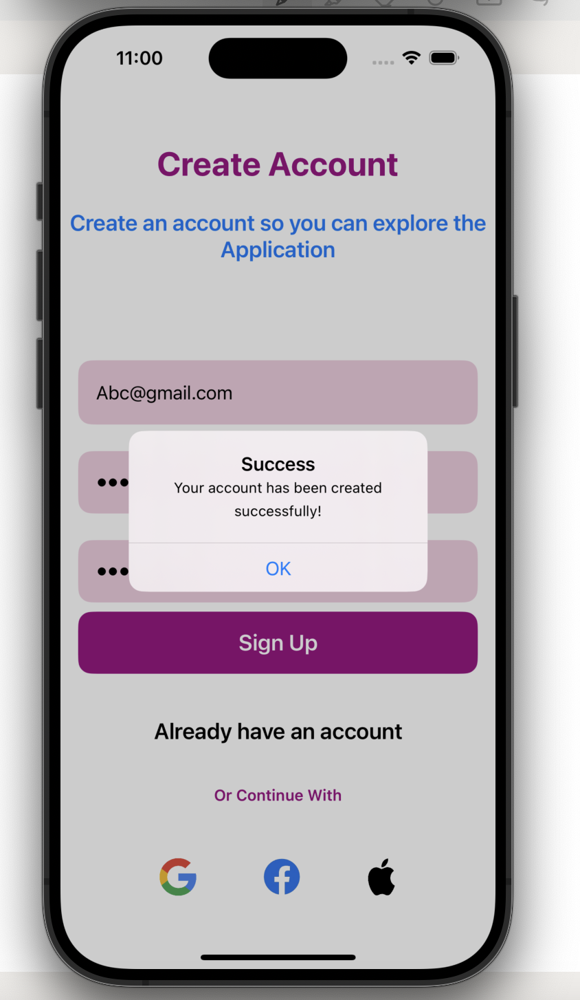 11:00
Create Account
Create an account so you can explore the
Application
Abc@gmail.com
Success
Your account has been created
successfully!
OK
Sign Up
Already have an account
Or Continue With